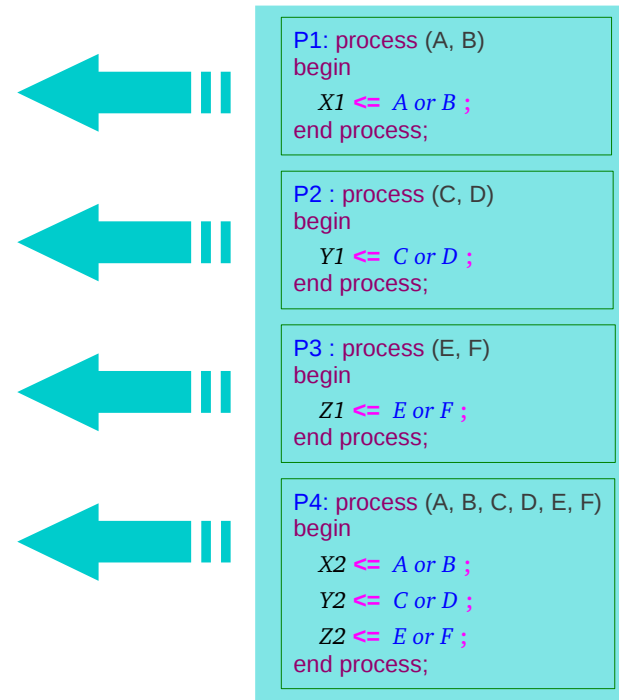 P1: process (A, B)
begin
X1 <= A or B ;
end process;
P2 : process (C, D)
begin
Y1 <= C or D ;
end process;
P3 : process (E, F)
begin
Z1 <= E or F ;
end process;
P4: process (A, B, C, D, E, F)
begin
X2 <= A or B ;
Y2 <= C or D ;
Z2 <= E or F ;
end process;